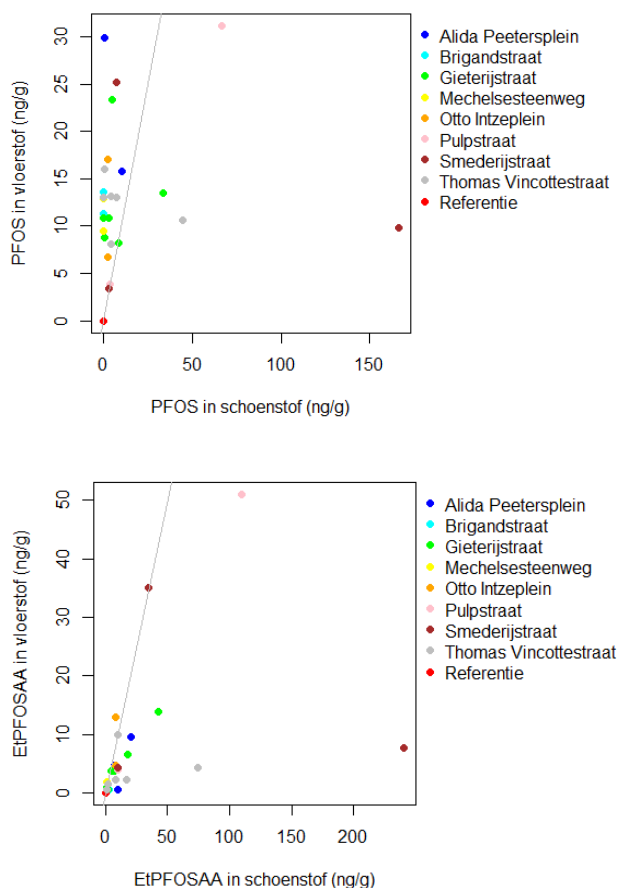 PFOS in vloerstof (ng/g)
30
25
20
15
10
5
0
0 50 100 150
PFOS in schoenstof (ng/g)
Alida Peetersplein
Brigandstraat
Gieterijstraat
Mechelsesteenweg
Otto Intzeplein
Pulpstraat
Smederijstraat
Thomas Vincottestraat
Referentie
EtPFOSAA in vloerstof (ng/g)
50
40
30
20
10
0
0 50 100 150 200
EtPFOSAA in schoenstof (ng/g)
Alida Peetersplein
Brigandstraat
Gieterijstraat
Mechelsesteenweg
Otto Intzeplein
Pulpstraat
Smederijstraat
Thomas Vincottestraat
Referentie